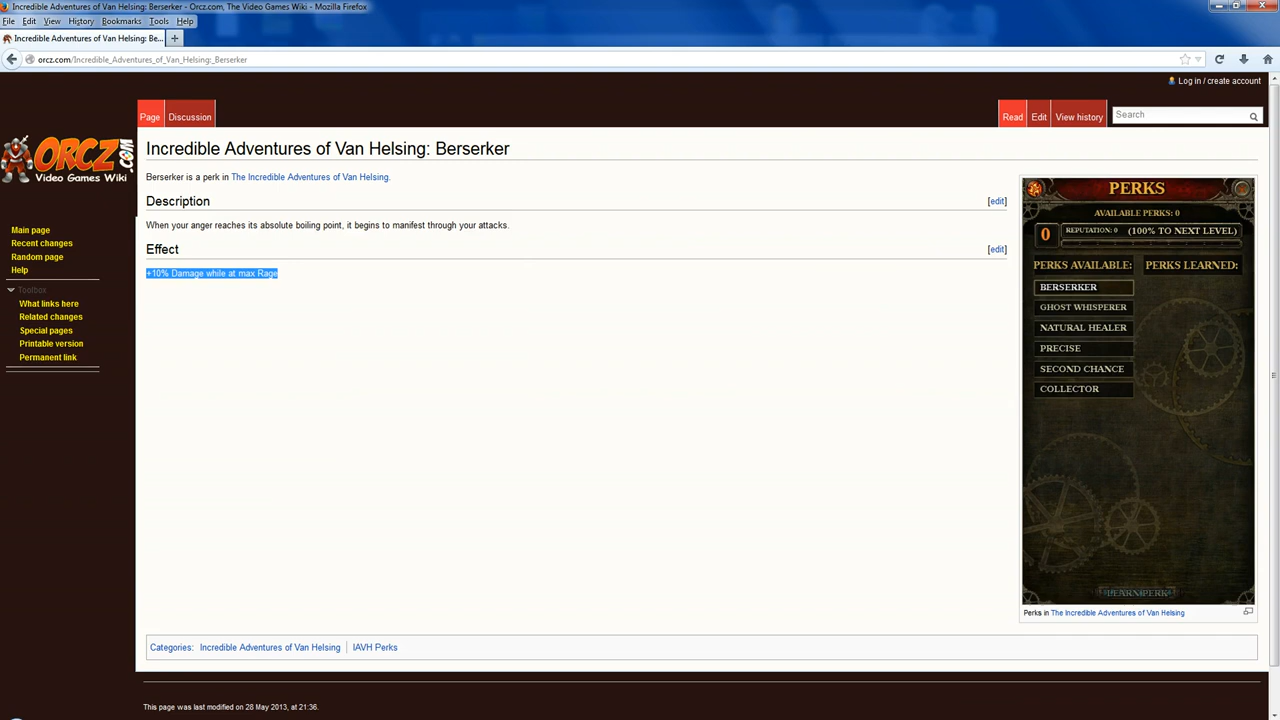 Incredible Adventures of Van Helsing: Berserker - Orcz.com, The Video Games Wiki - Mozilla Firefox
File Edit View History Bookmarks Tools Help
Incredible Adventures of Van Helsing: Be... +
orcz.com/Incredible_Adventures_of_Van_Helsing:_Berserker
Log in / create account
Page Discussion Read Edit View history Search
ORCZ.com
Video Games Wiki
Main page
Recent changes
Random page
Help
Toolbox
What links here
Related changes
Special pages
Printable version
Permanent link
Incredible Adventures of Van Helsing: Berserker
Berserker is a perk in The Incredible Adventures of Van Helsing.
Description [edit]
When your anger reaches its absolute boiling point, it begins to manifest through your attacks.
Effect [edit]
+10% Damage while at max Rage
PERKS
AVAILABLE PERKS: 0
0 REPUTATION: 0 (100% TO NEXT LEVEL)
PERKS AVAILABLE: PERKS LEARNED:
BERSERKER
GHOST WHISPERER
NATURAL HEALER
PRECISE
SECOND CHANCE
COLLECTOR
LEARN PERK
Perks in The Incredible Adventures of Van Helsing
Categories: Incredible Adventures of Van Helsing | IAVH Perks
This page was last modified on 28 May 2013, at 21:36.